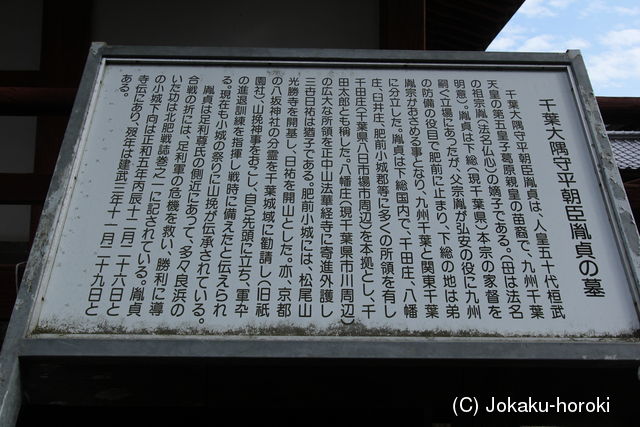 千葉大隅守平朝臣胤貞の墓
千葉大隅守平朝臣胤貞は、人皇五十代桓武
天皇の第五皇子葛原親皇の苗裔で、九州千葉
の祖宗胤(法名仏心)の嫡子である。(母は法名
明意)。胤貞は下総(現千葉県)本宗の家督を
嗣ぐ立場にあったが、父宗胤が弘安の役に九州
の防備の役目で肥前に止まり、下総の地は弟
胤宗がおさめる事となり、九州千葉と関東千葉
に分立した。胤貞は下総国内で、千田庄、八幡
庄、臼井庄、肥前小城郡等に多くの所領を有し
千田庄(千葉県八日市場市周辺)を本拠とし、千
田太郎とも称した。八幡庄(現千葉県市川周辺)
の広大な所領を正中山法華経寺に寄進外護し
三世日祐は猶子である。肥前小城には、松尾山
光勝寺を開基し、日祐を開山とした。亦、京都
の八坂神社の分霊を千葉城域に勧請し(旧祇
園社)、山挽神事をおこし、自ら先頭に立ち、軍卒
の進退訓練を指揮し戦時に備えたと伝えられ
る。現在も小城の祭りに山挽が伝承されている。
胤貞は足利尊氏の側近にあって、多々良浜の
合戦の折には、足利軍の危機を救い、勝利に導
いた功は北肥戦誌巻之一に記されている。胤貞
の小城下向は正和五年丙辰十二月二十六日と
寺伝にあり、歿年は建武三年十一月二十九日と
ある。
(C) Jokaku-horoki